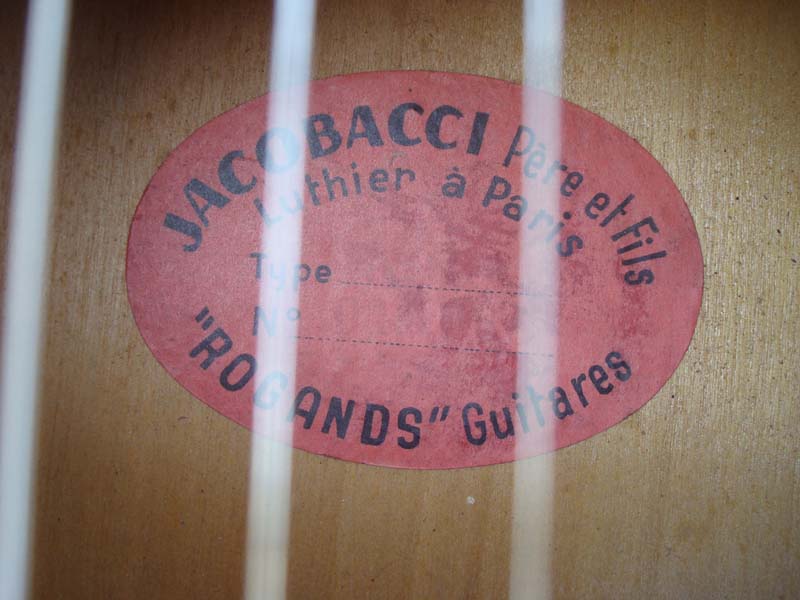 JACOBACCI Père et Fils
Luthier à Paris
Type
N°
"ROGANDS" Guitares